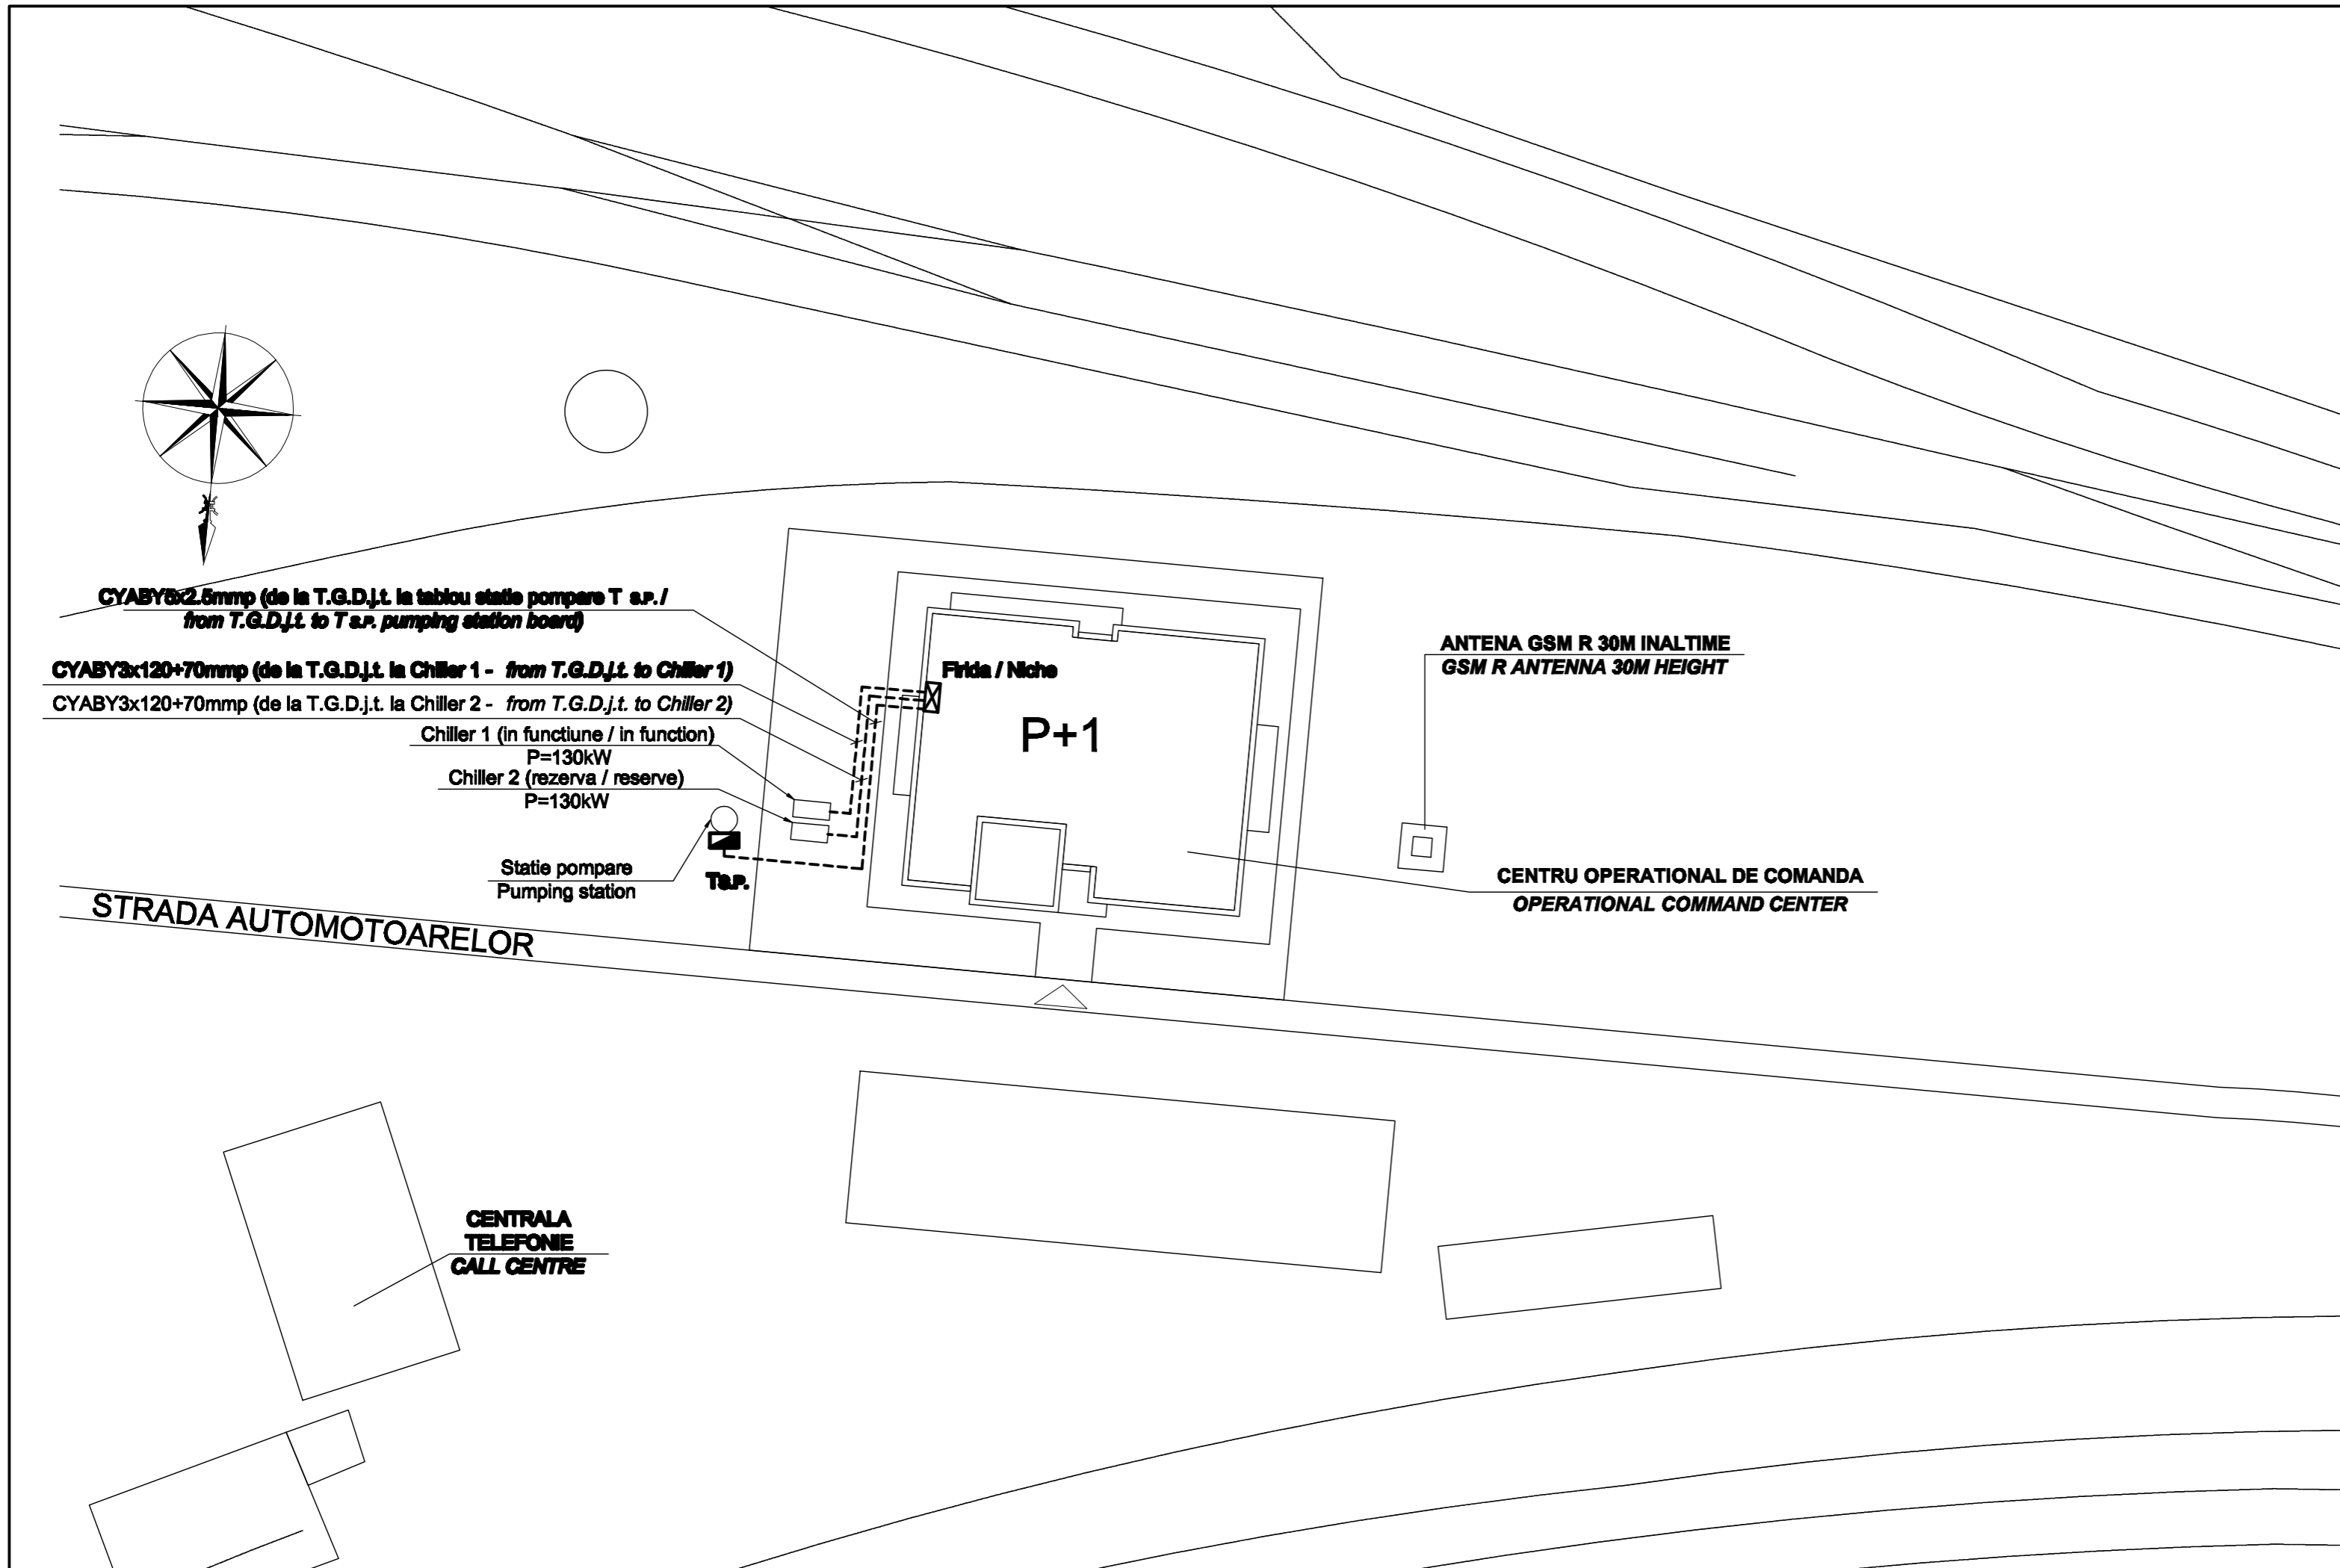 CYABY5x2.5mmp (de la T.G.D.j.t. la tablou statie pompare T S.P. /
from T.G.D.j.t. to T S.P. pumping station board)
CYABY3x120+70mmp (de la T.G.D.j.t. la Chiller 1 - from T.G.D.j.t. to Chiller 1)
CYABY3x120+70mmp (de la T.G.D.j.t. la Chiller 2 - from T.G.D.j.t. to Chiller 2)
Chiller 1 (in functiune / in function)
P=130kW
Chiller 2 (rezerva / reserve)
P=130kW
Statie pompare
Pumping station
TS.P.
Firida / Niche
P+1
ANTENA GSM R 30M INALTIME
GSM R ANTENNA 30M HEIGHT
CENTRU OPERATIONAL DE COMANDA
OPERATIONAL COMMAND CENTER
STRADA AUTOMOTOARELOR
CENTRALA
TELEFONIE
CALL CENTRE